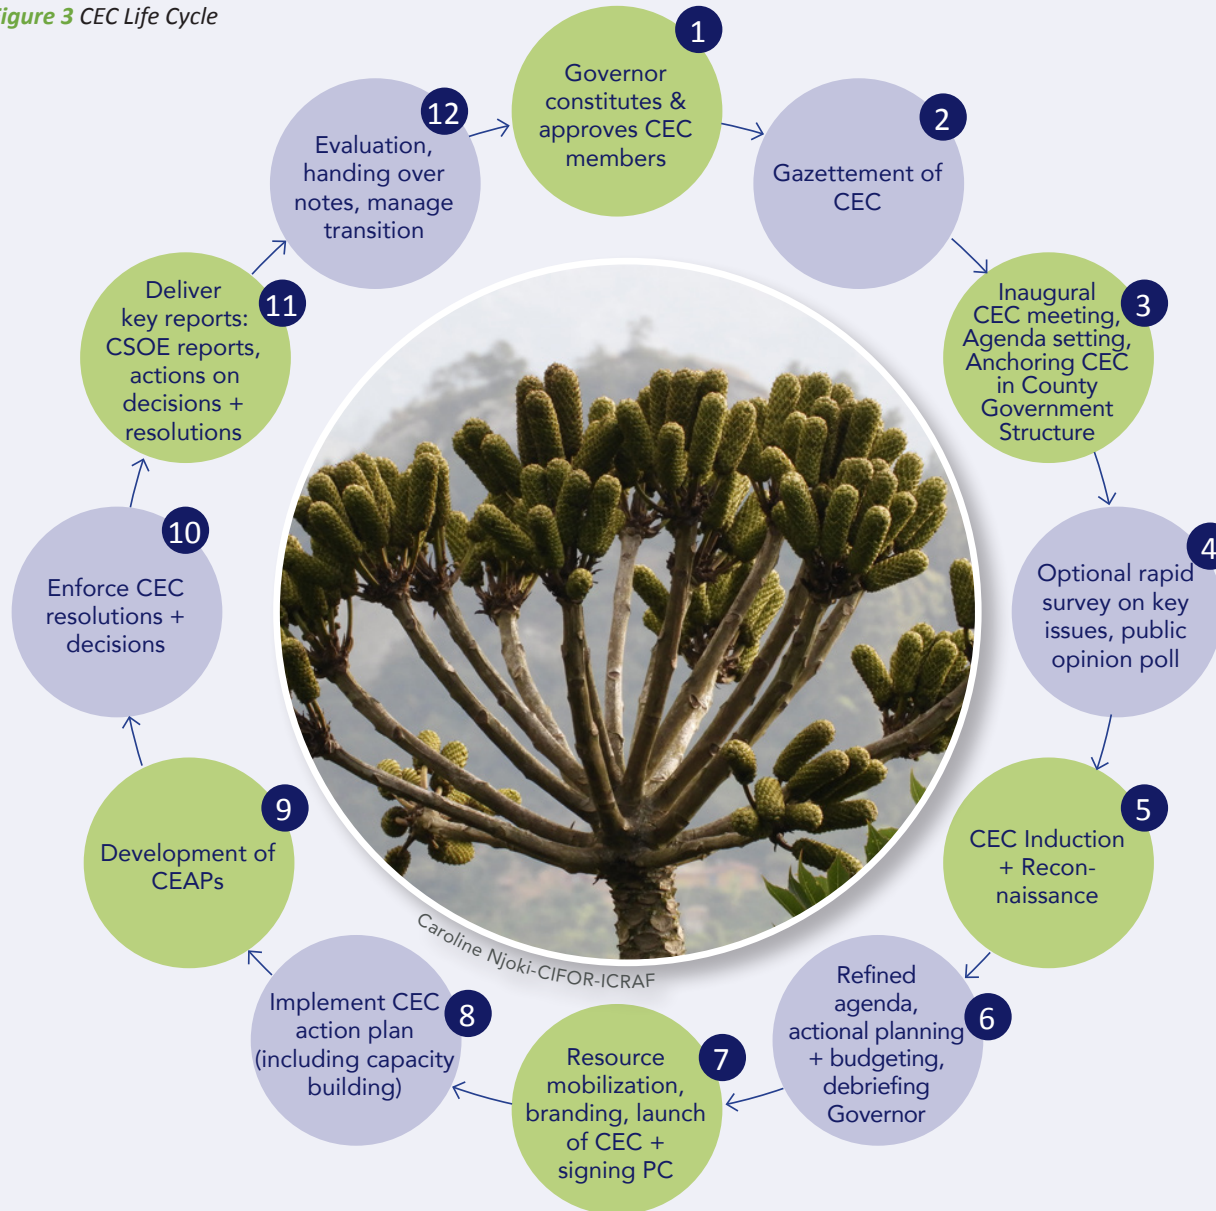 Figure 3 CEC Life Cycle
1
Governor
constitutes &
approves CEC
members
2
Gazettement of
CEC
3
Inaugural
CEC meeting,
Agenda setting,
Anchoring CEC
in County
Government
Structure
4
Optional rapid
survey on key
issues, public
opinion poll
5
CEC Induction
+ Recon-
naissance
6
Refined
agenda,
actional planning
+ budgeting,
debriefing
Governor
7
Resource
mobilization,
branding, launch
of CEC +
signing PC
8
Implement CEC
action plan
(including capacity
building)
9
Development of
CEAPs
10
Enforce CEC
resolutions +
decisions
11
Deliver
key reports:
CSOE reports,
actions on
decisions +
resolutions
12
Evaluation,
handing over
notes, manage
transition
Caroline Njoki-CIFOR-ICRAF